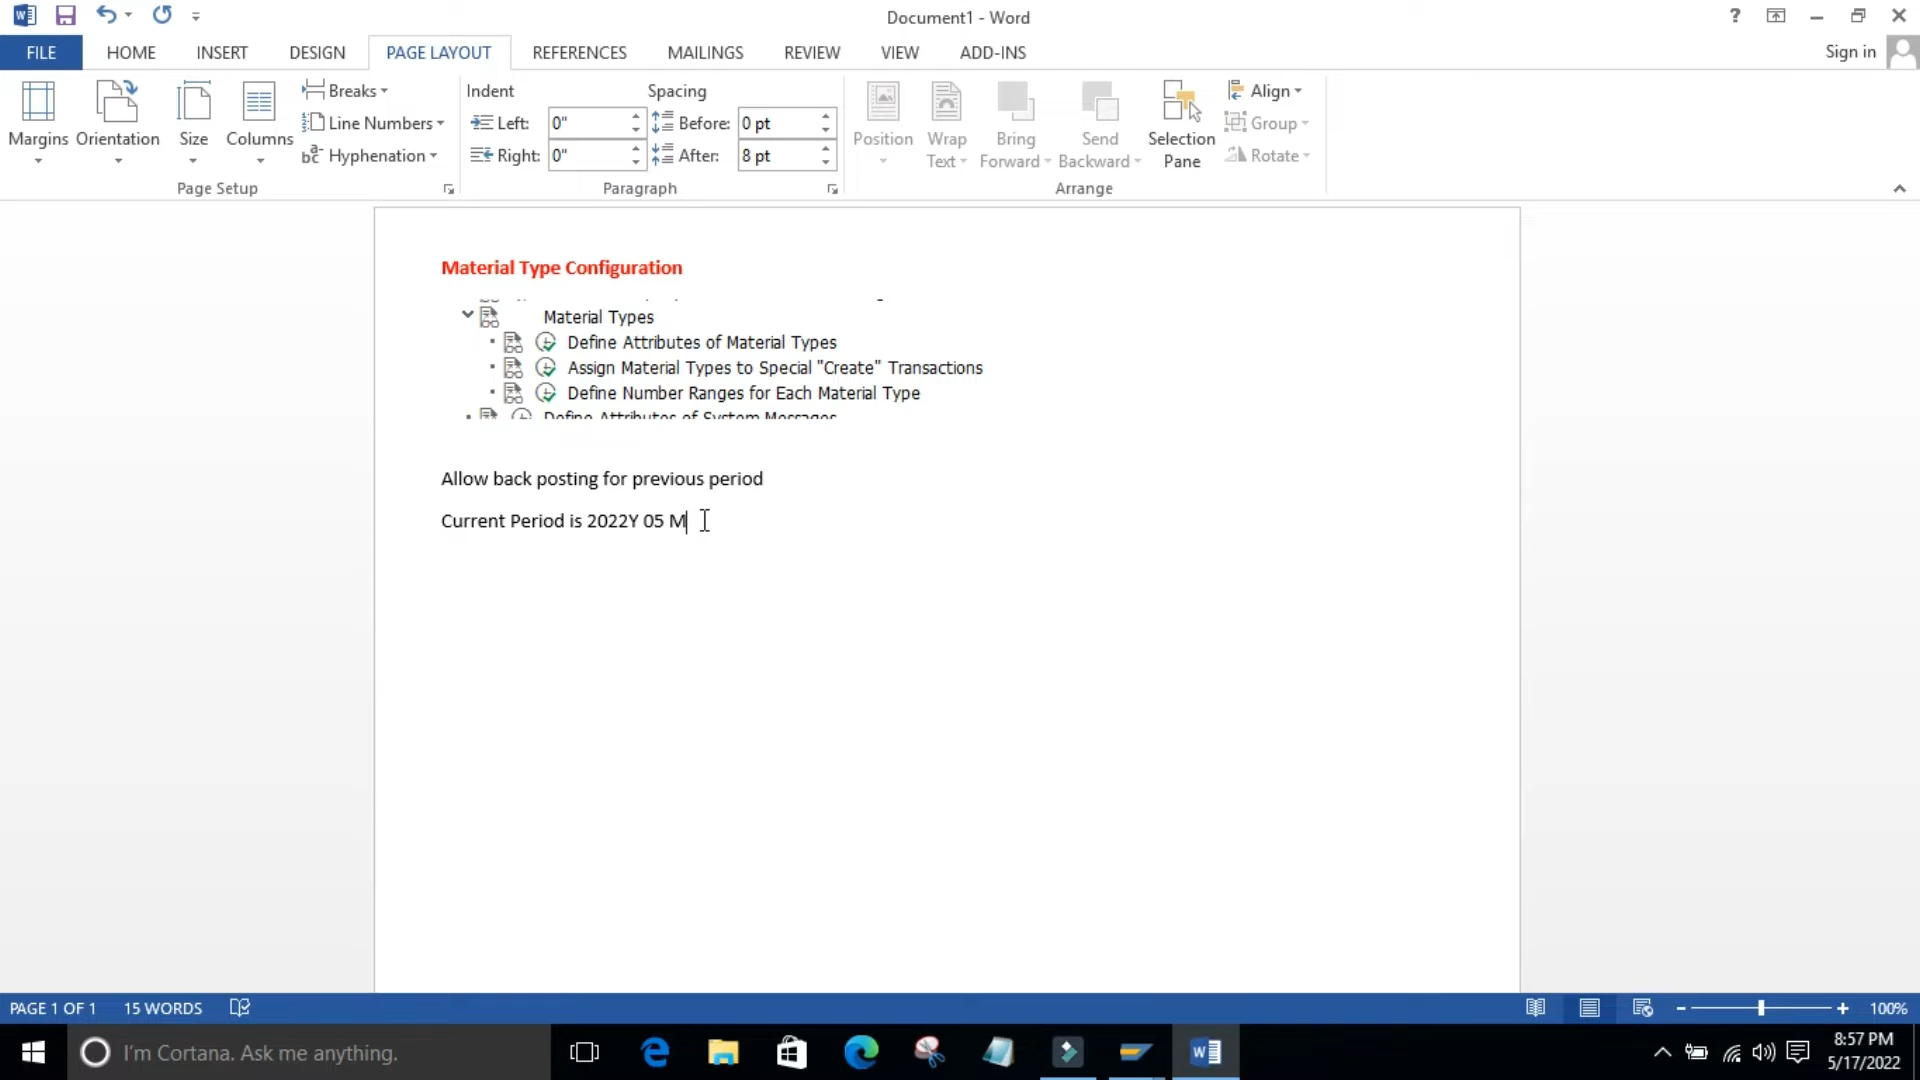 Document1 - Word
?
FILE HOME INSERT DESIGN PAGE LAYOUT REFERENCES MAILINGS REVIEW VIEW ADD-INS Sign in
Margins Orientation Size Columns
Breaks
Line Numbers
Hyphenation
Page Setup
Indent
Left: 0"
Right: 0"
Spacing
Before: 0 pt
After: 8 pt
Paragraph
Position
Wrap Text
Bring Forward
Send Backward
Selection Pane
Align
Group
Rotate
Arrange
Material Type Configuration
Material Types
Define Attributes of Material Types
Assign Material Types to Special "Create" Transactions
Define Number Ranges for Each Material Type
Define Attributes of System Messages
Allow back posting for previous period
Current Period is 2022Y 05 M
PAGE 1 OF 1 15 WORDS 100%
I'm Cortana. Ask me anything.
8:57 PM
5/17/2022